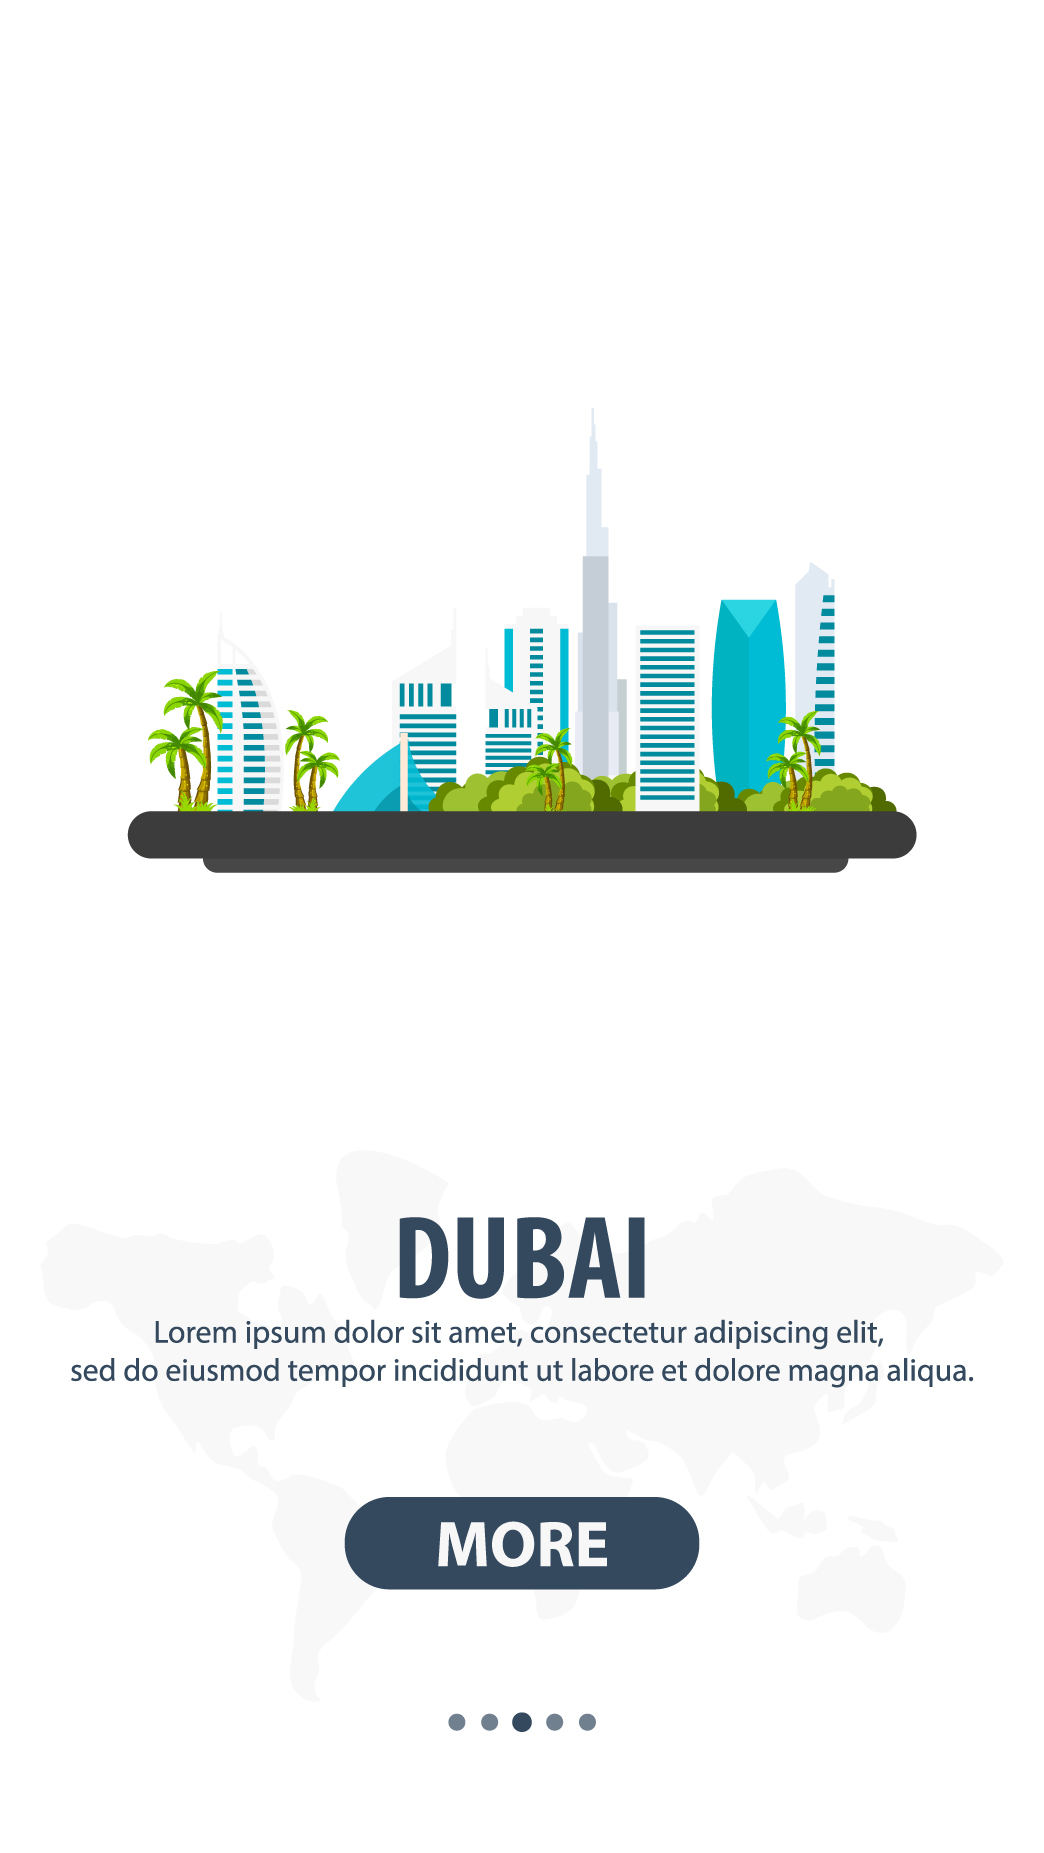 DUBAI
Lorem ipsum dolor sit amet, consectetur adipiscing elit,
sed do eiusmod tempor incididunt ut labore et dolore magna aliqua.
MORE